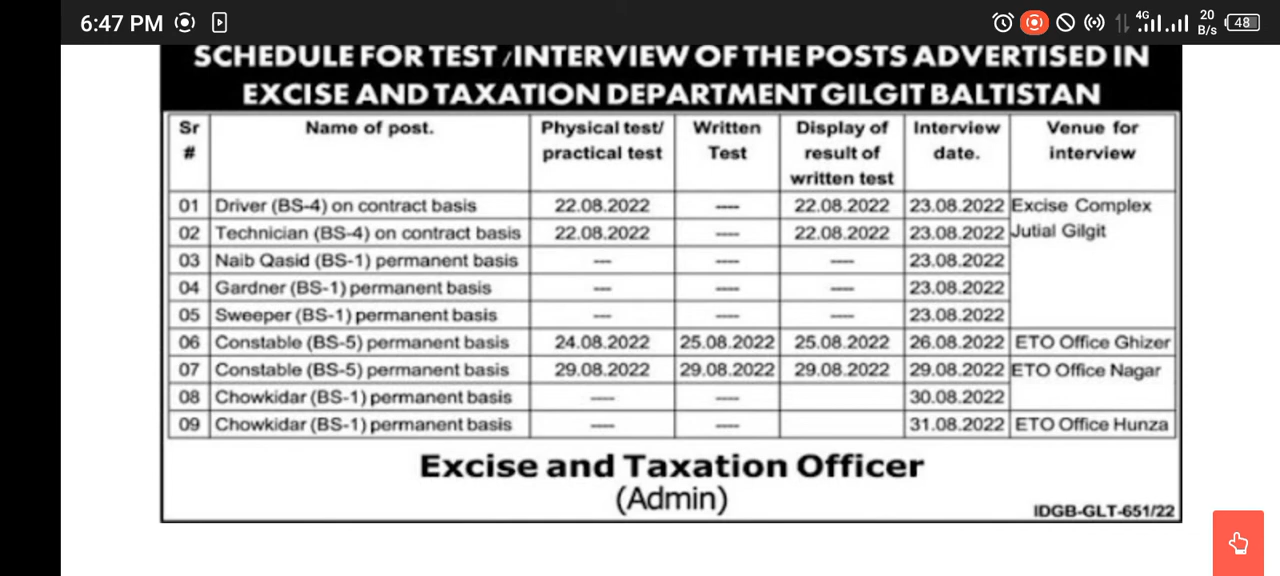 6:47 PM 4G 20 B/s 48
SCHEDULE FOR TEST / INTERVIEW OF THE POSTS ADVERTISED IN
EXCISE AND TAXATION DEPARTMENT GILGIT BALTISTAN
Sr # Name of post. Physical test/ practical test Written Test Display of result of written test Interview date. Venue for interview
01 Driver (BS-4) on contract basis 22.08.2022 ---- 22.08.2022 23.08.2022 Excise Complex
02 Technician (BS-4) on contract basis 22.08.2022 ---- 22.08.2022 23.08.2022 Jutial Gilgit
03 Naib Qasid (BS-1) permanent basis --- ---- ---- 23.08.2022
04 Gardner (BS-1) permanent basis --- ---- ---- 23.08.2022
05 Sweeper (BS-1) permanent basis --- ---- ---- 23.08.2022
06 Constable (BS-5) permanent basis 24.08.2022 25.08.2022 25.08.2022 26.08.2022 ETO Office Ghizer
07 Constable (BS-5) permanent basis 29.08.2022 29.08.2022 29.08.2022 29.08.2022 ETO Office Nagar
08 Chowkidar (BS-1) permanent basis ---- ---- 30.08.2022
09 Chowkidar (BS-1) permanent basis ---- ---- 31.08.2022 ETO Office Hunza
Excise and Taxation Officer
(Admin)
IDGB-GLT-651/22